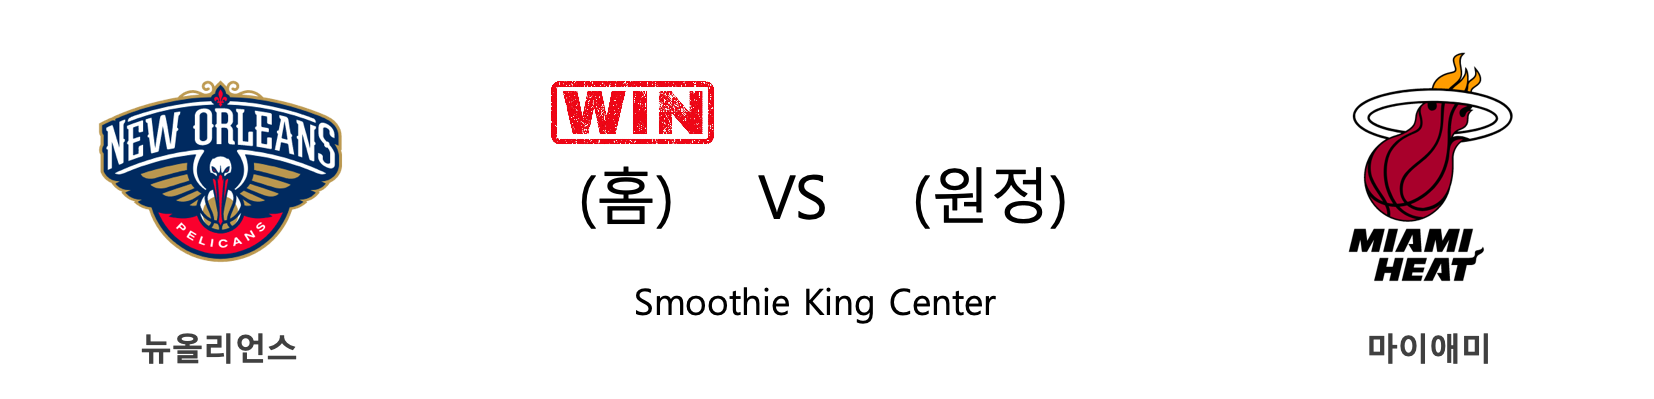 NEW ORLEANS
PELICANS
뉴올리언스
WIN
(홈) VS (원정)
Smoothie King Center
MIAMI
HEAT
마이애미